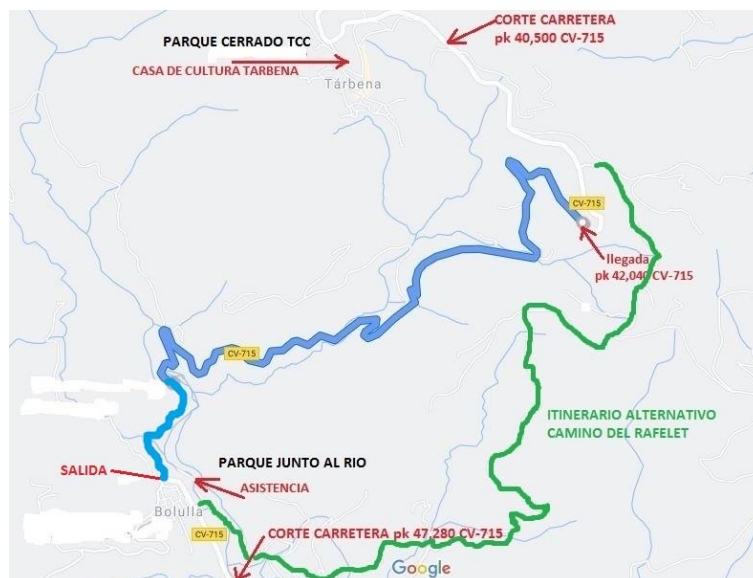 PARQUE CERRADO TCC
CORTE CARRETERA
pk 40,500 CV-715
CASA DE CULTURA TARBENA
Tárbena
CV-715
llegada
pk 42,040 CV-715
CV-715
ITINERARIO ALTERNATIVO
CAMINO DEL RAFELET
PARQUE JUNTO AL RIO
SALIDA
ASISTENCIA
Bolulla
CV-715
CORTE CARRETERA pk 47,280 CV-715
Google